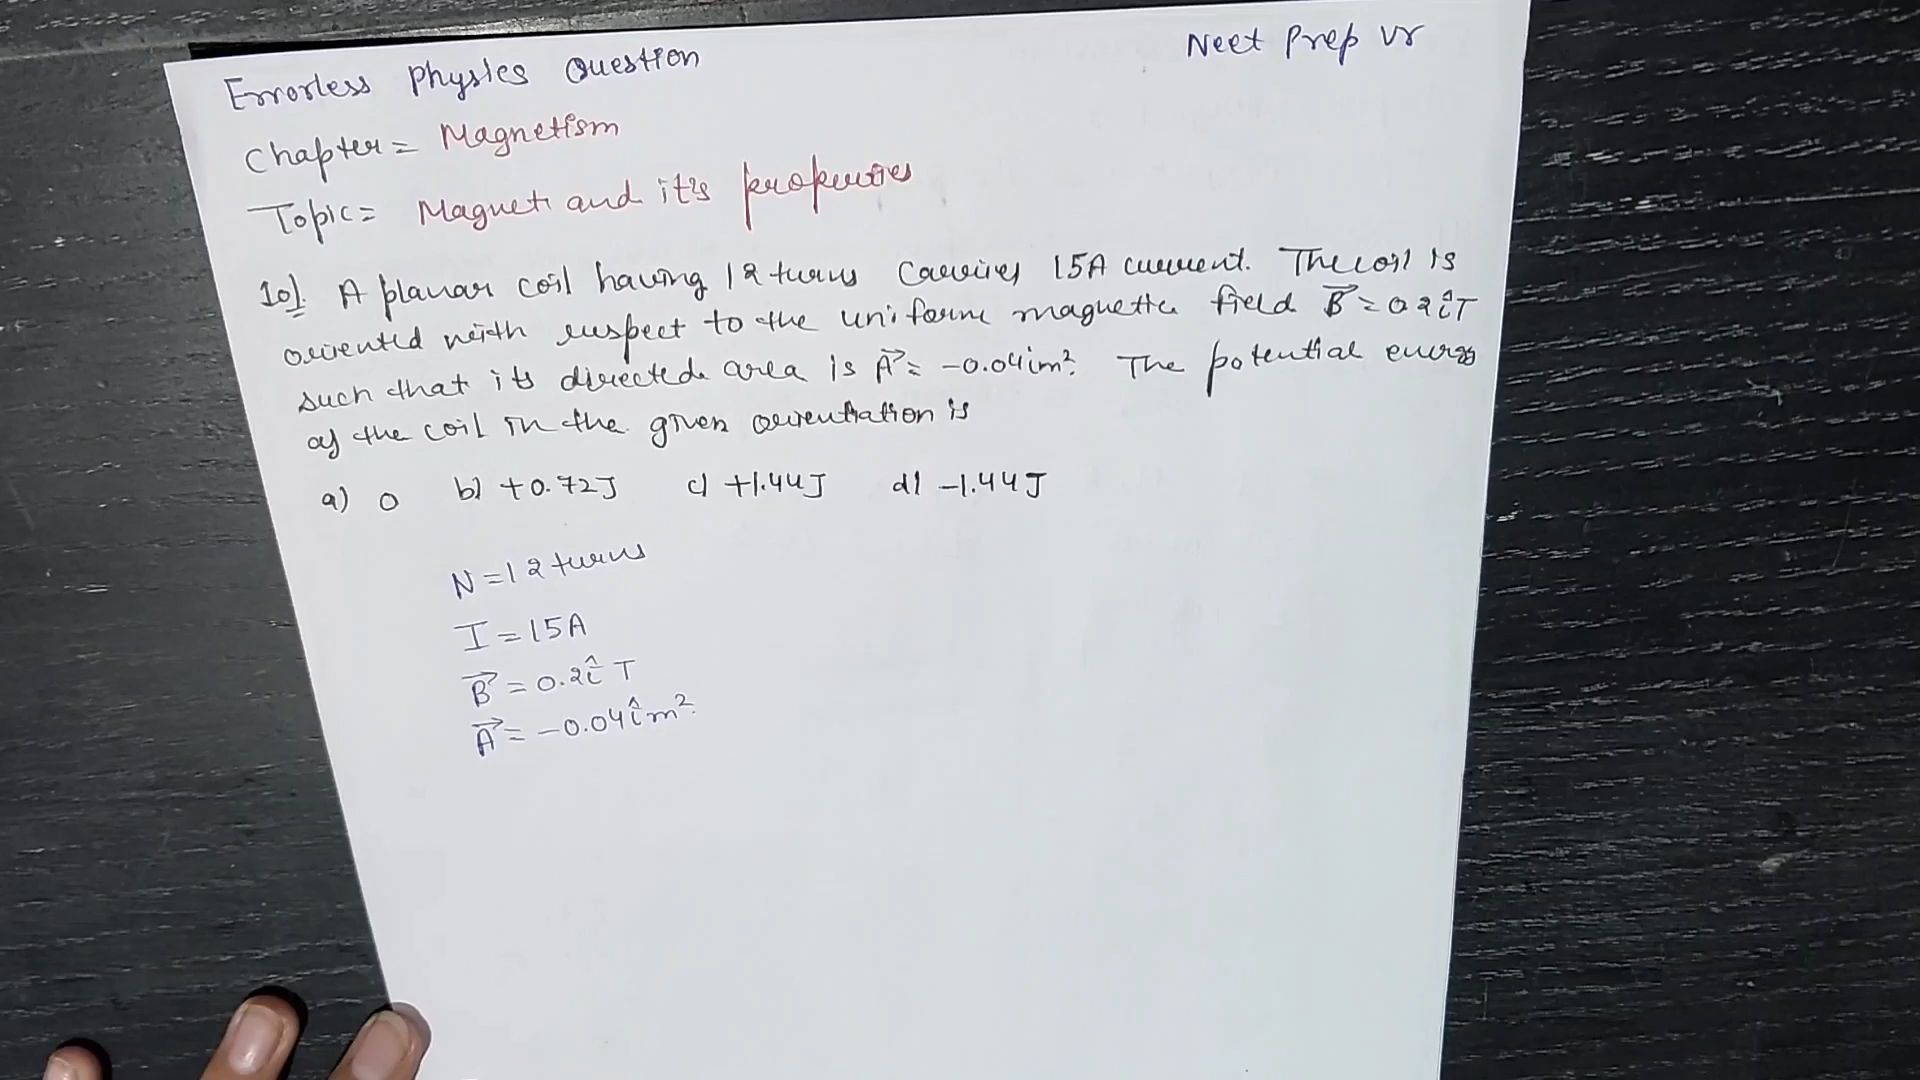 Errorless Physics Question
Neet Prep vr
Chapter = Magnetism
Topic = Magnet and it's properties
10). A planar coil having 12 turns carries 15A current. The coil is
oriented with respect to the uniform magnetic field B⃗ = 0.2îT
such that its directed area is A⃗ = -0.04im². The potential energy
of the coil in the given orientation is
a) 0 b) +0.72J c) +1.44J d) -1.44J
N = 12 turns
I = 15A
B⃗ = 0.2î T
A⃗ = -0.04îm².